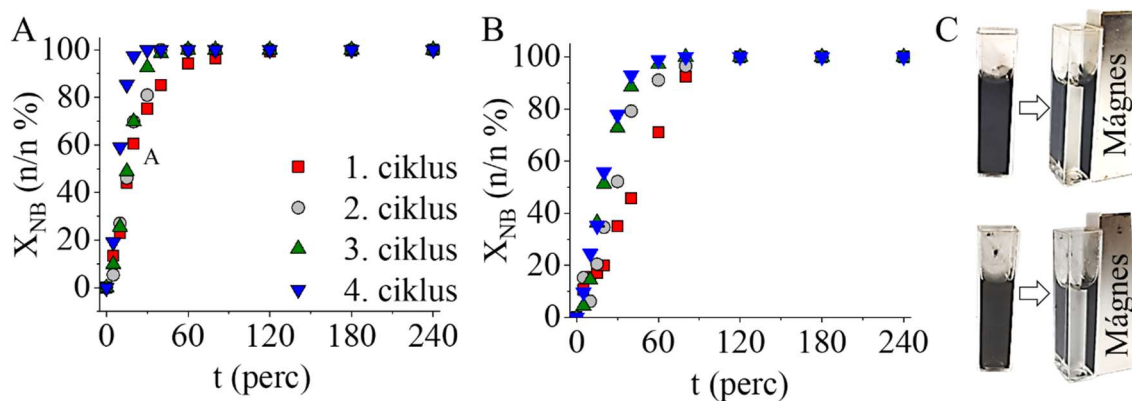 A
X_NB (n/n %)
100
80
60
40
20
0
A
1. ciklus
2. ciklus
3. ciklus
4. ciklus
0 60 120 180 240
t (perc)
B
X_NB (n/n %)
100
80
60
40
20
0
0 60 120 180 240
t (perc)
C
Mágnes
Mágnes